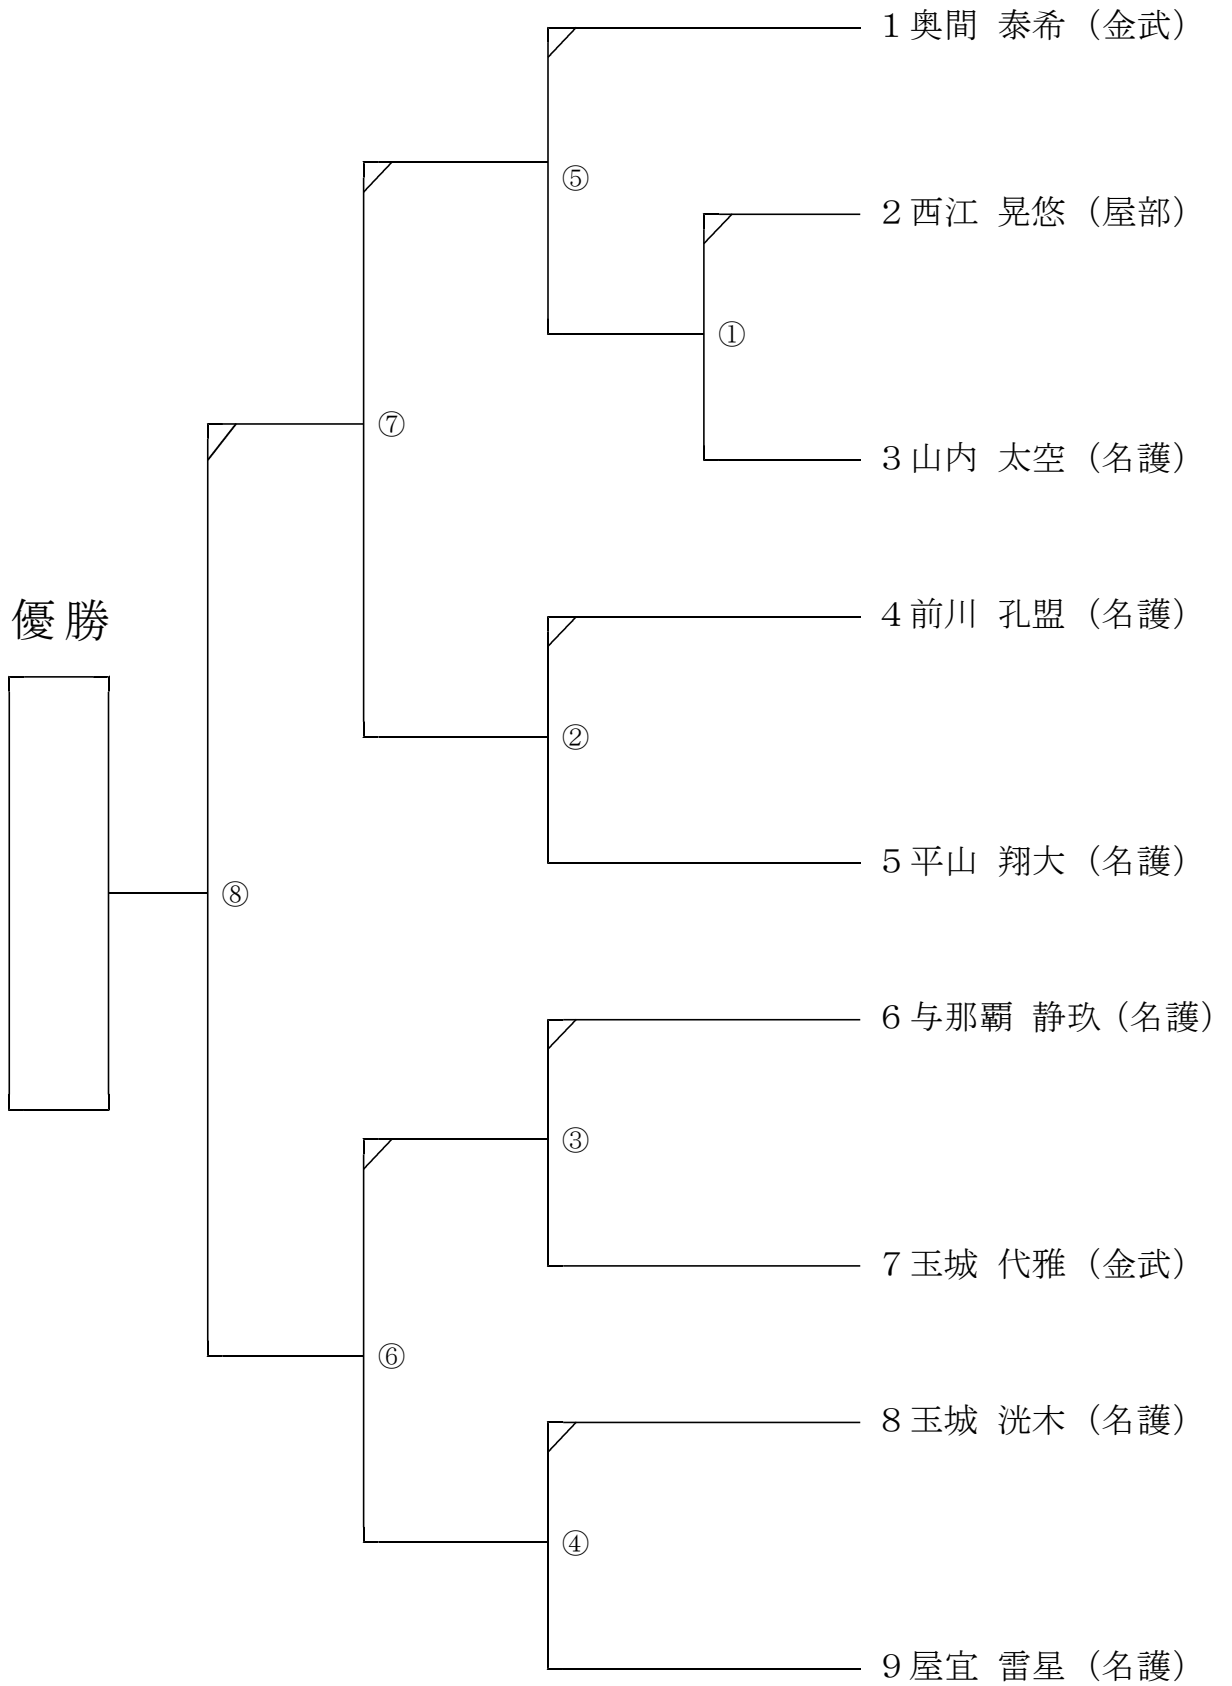 1 奥間 泰希（金武）
⑤
2 西江 晃悠（屋部）
①
⑦
3 山内 太空（名護）
優勝
4 前川 孔盟（名護）
②
5 平山 翔大（名護）
⑧
6 与那覇 静玖（名護）
③
7 玉城 代雅（金武）
⑥
8 玉城 洸木（名護）
④
9 屋宜 雷星（名護）